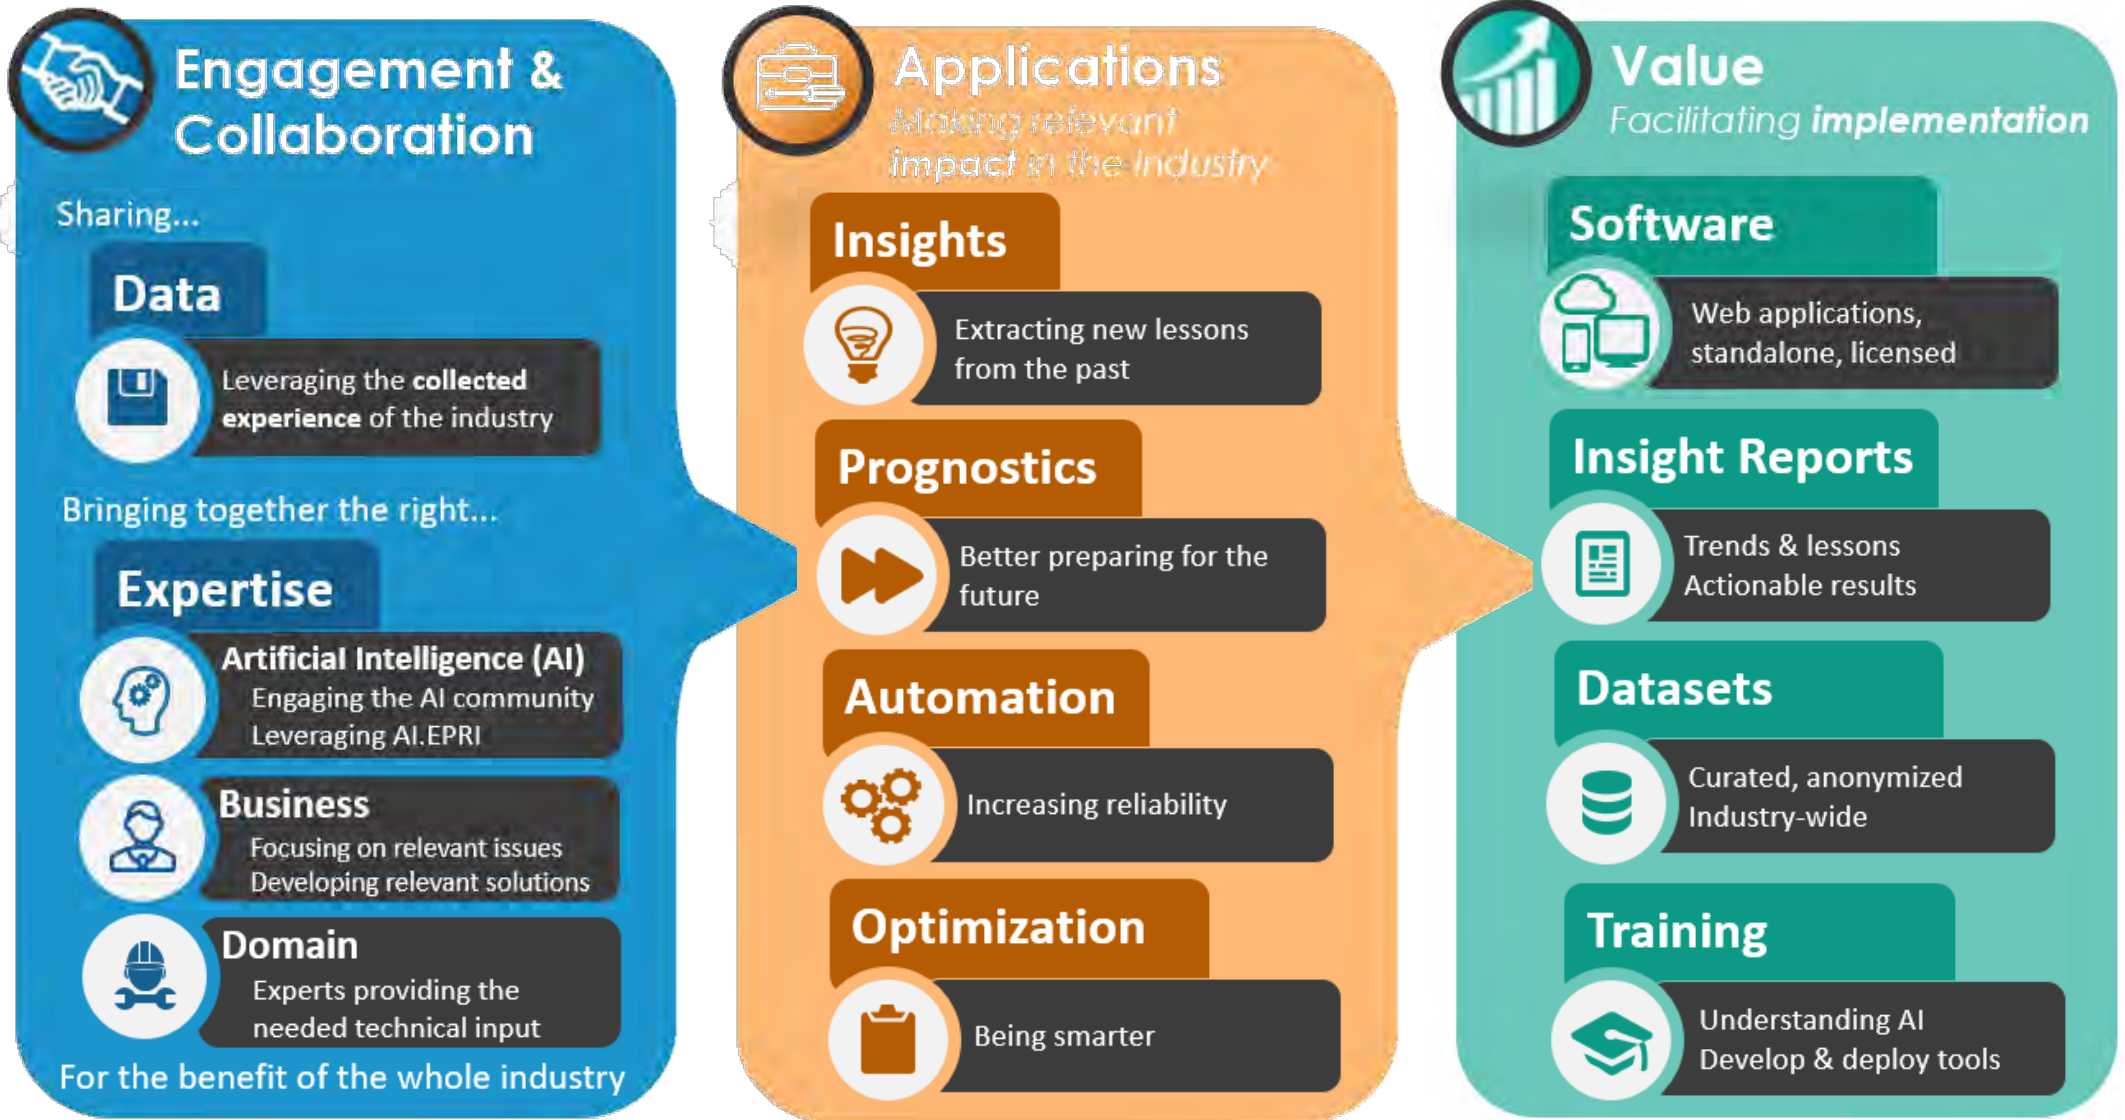 Engagement &
Collaboration
Sharing...
Data
Leveraging the collected
experience of the industry
Bringing together the right...
Expertise
Artificial Intelligence (AI)
Engaging the AI community
Leveraging AI.EPRI
Business
Focusing on relevant issues
Developing relevant solutions
Domain
Experts providing the
needed technical input
For the benefit of the whole industry
Applications
Making relevant
impact in the Industry
Insights
Extracting new lessons
from the past
Prognostics
Better preparing for the
future
Automation
Increasing reliability
Optimization
Being smarter
Value
Facilitating implementation
Software
Web applications,
standalone, licensed
Insight Reports
Trends & lessons
Actionable results
Datasets
Curated, anonymized
Industry-wide
Training
Understanding AI
Develop & deploy tools